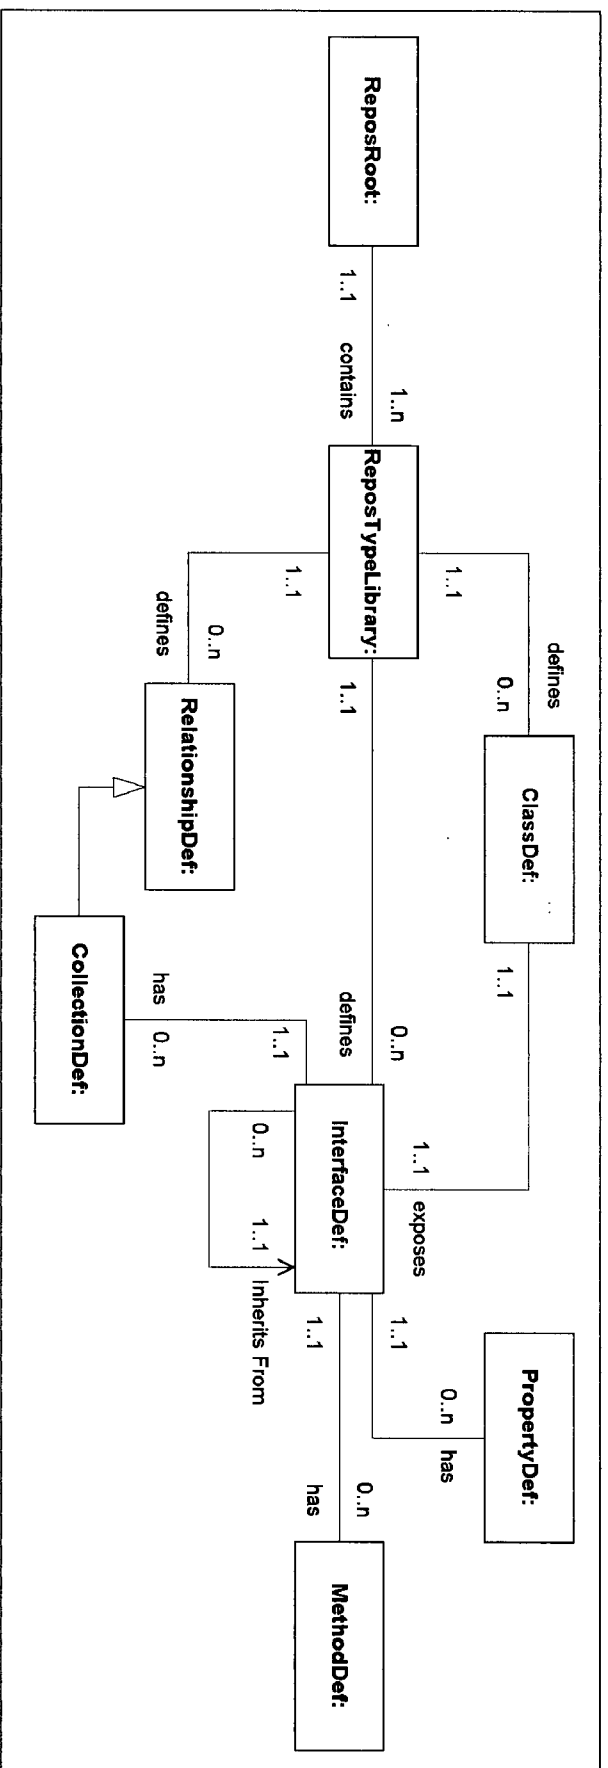 ReposRoot:
1..1
contains
1..n
ReposTypeLibrary:
1..1
defines
0..n
ClassDef:
1..1
1..1
exposes
1..1
defines
0..n
InterfaceDef:
1..1
defines
0..n
RelationshipDef:
CollectionDef:
has
0..n
1..1
0..n
1..1
Inherits From
1..1
0..n
has
PropertyDef:
1..1
has
0..n
MethodDef: